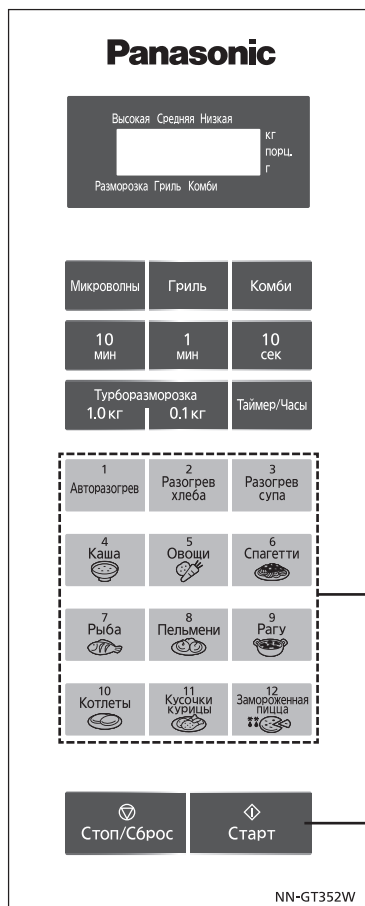 Panasonic
Высокая Средняя Низкая
кг
порц.
г
Разморозка Гриль Комби
Микроволны Гриль Комби
10 1 10
мин мин сек
Турборазморозка
1.0 кг 0.1 кг Таймер/Часы
1 2 3
Авторазогрев Разогрев Разогрев
хлеба супа
4 5 6
Каша Овощи Спагетти
7 8 9
Рыба Пельмени Рагу
10 11 12
Котлеты Кусочки Замороженная
курицы пицца
Стоп/Сброс Старт
NN-GT352W